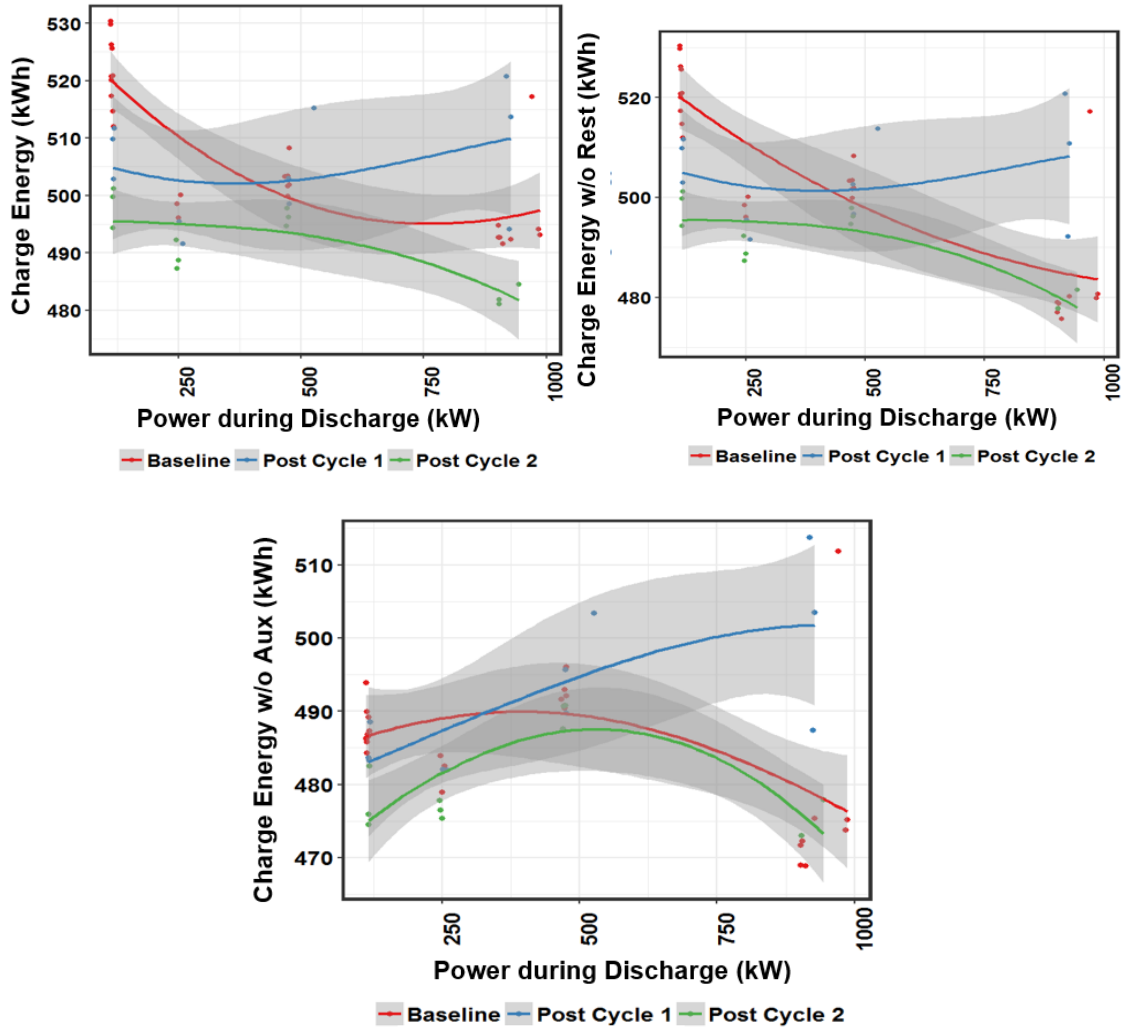 Charge Energy (kWh)
530
520
510
500
490
480
250
500
750
1000
Power during Discharge (kW)
Baseline Post Cycle 1 Post Cycle 2
Charge Energy w/o Rest (kWh)
520
500
480
250
500
750
1000
Power during Discharge (kW)
Baseline Post Cycle 1 Post Cycle 2
Charge Energy w/o Aux (kWh)
510
500
490
480
470
250
500
750
1000
Power during Discharge (kW)
Baseline Post Cycle 1 Post Cycle 2